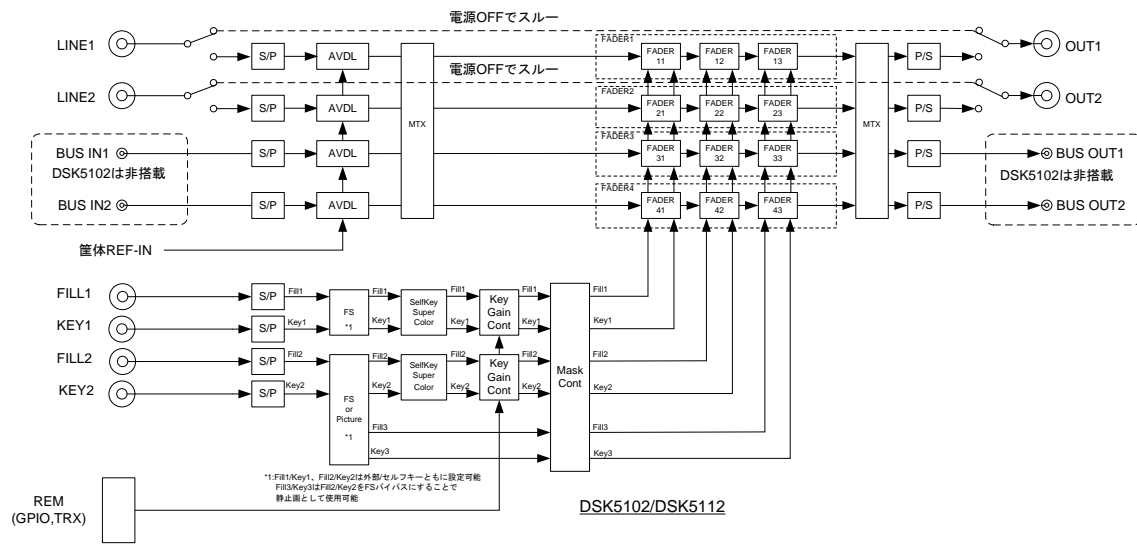 電源OFFでスルー
LINE1
S/P
AVDL
MTX
FADER1
FADER
11
FADER
12
FADER
13
MTX
P/S
OUT1
電源OFFでスルー
LINE2
S/P
AVDL
FADER2
FADER
21
FADER
22
FADER
23
P/S
OUT2
BUS IN1
DSK5102は非搭載
BUS IN2
S/P
AVDL
FADER3
FADER
31
FADER
32
FADER
33
P/S
BUS OUT1
DSK5102は非搭載
BUS OUT2
S/P
AVDL
FADER4
FADER
41
FADER
42
FADER
43
P/S
筐体REF-IN
FILL1
S/P
Fill1
FS
*1
Fill1
SelfKey
Super
Color
Fill1
Key
Gain
Cont
Fill1
Mask
Cont
Fill1
KEY1
S/P
Key1
Key1
Key1
Key1
Key1
FILL2
S/P
Fill2
FS
or
Picture
*1
Fill2
SelfKey
Super
Color
Fill2
Key
Gain
Cont
Fill2
Fill2
KEY2
S/P
Key2
Key2
Key2
Key2
Key2
Fill3
Fill3
Key3
Key3
*1:Fill1/Key1、Fill2/Key2は外部/セルフキーともに設定可能
Fill3/Key3はFill2/Key2をFSバイパスにすることで
静止画として使用可能
REM
(GPIO,TRX)
DSK5102/DSK5112